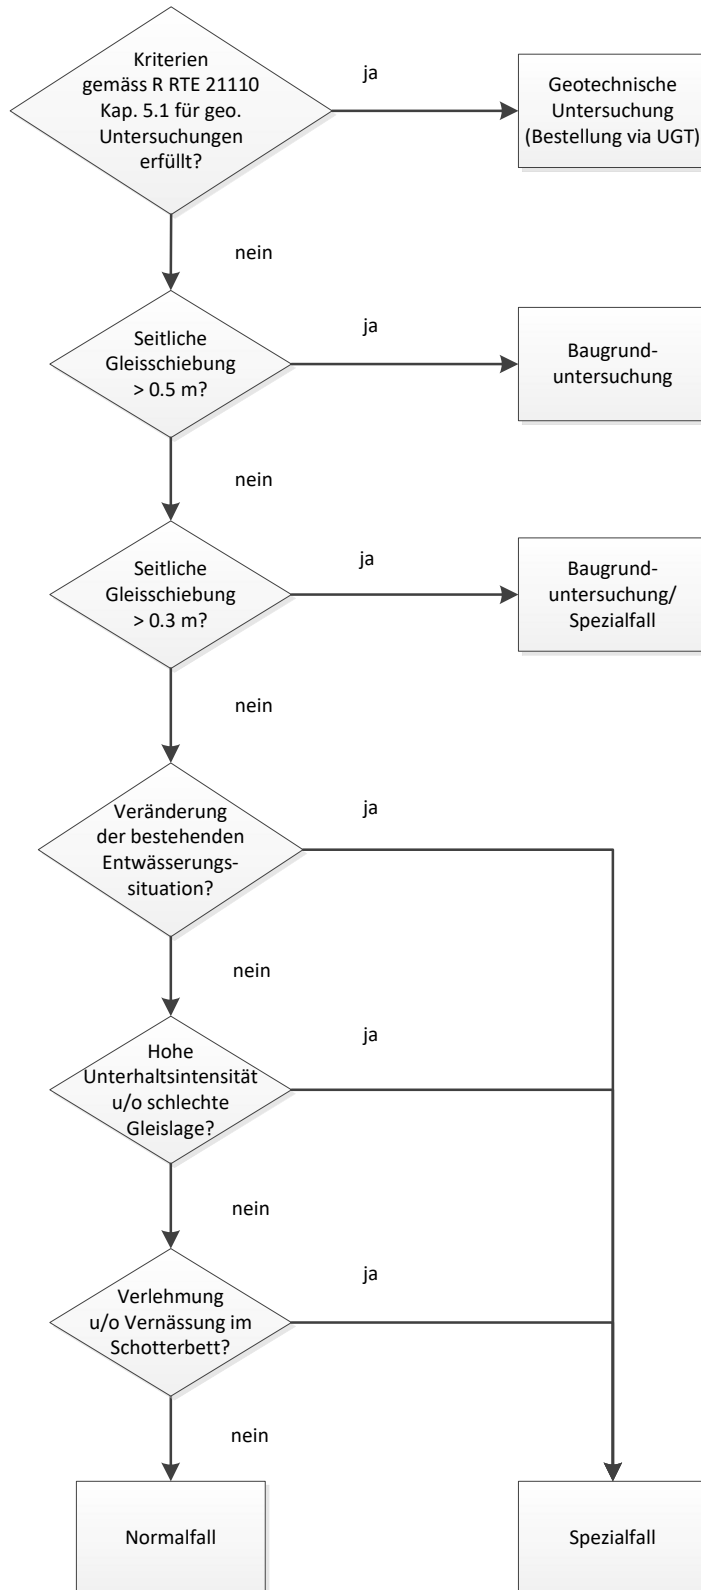 Kriterien
gemäss R RTE 21110
Kap. 5.1 für geo.
Untersuchungen
erfüllt?
ja
Geotechnische
Untersuchung
(Bestellung via UGT)
nein
Seitliche
Gleisschiebung
> 0.5 m?
ja
Baugrund-
untersuchung
nein
Seitliche
Gleisschiebung
> 0.3 m?
ja
Baugrund-
untersuchung/
Spezialfall
nein
Veränderung
der bestehenden
Entwässerungs-
situation?
ja
nein
Hohe
Unterhaltsintensität
u/o schlechte
Gleislage?
ja
nein
Verlehmung
u/o Vernässung im
Schotterbett?
ja
nein
Normalfall
Spezialfall